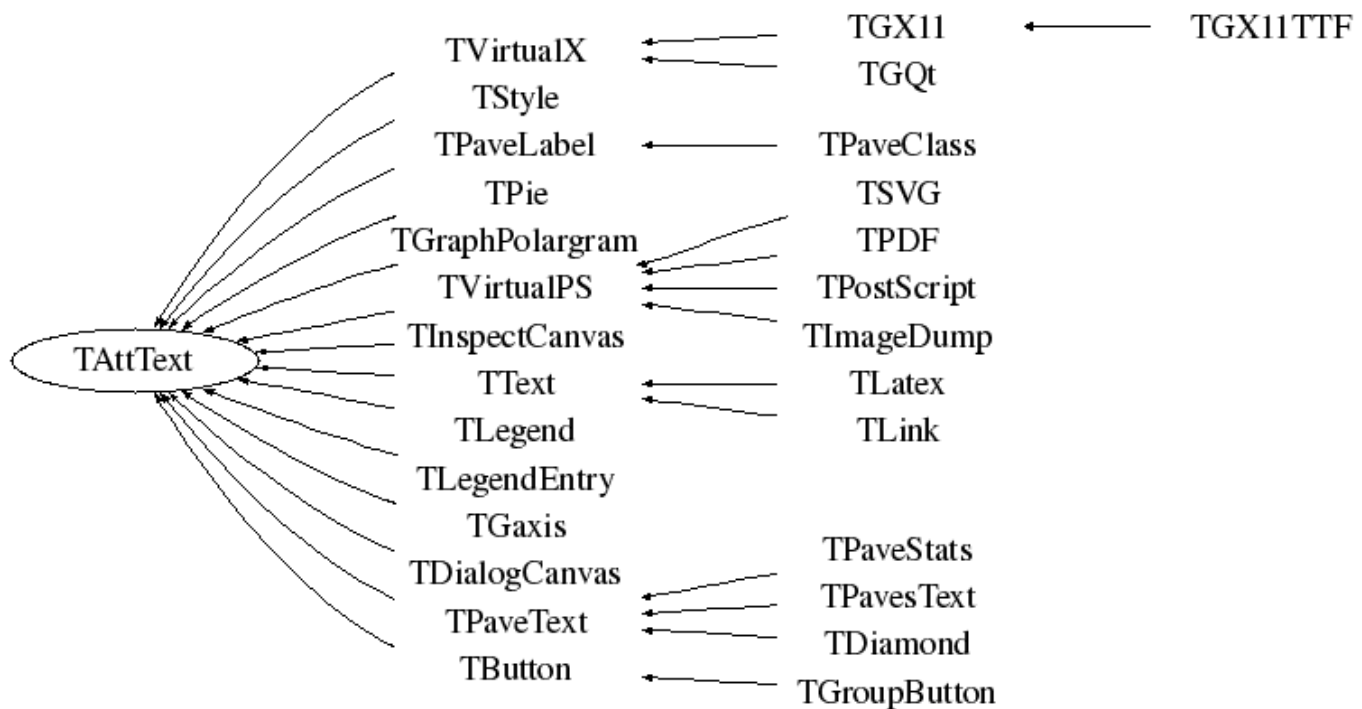 TGX11 TGX11TTF
TVirtualX
TGQt
TStyle
TPaveLabel TPaveClass
TPie TSVG
TGraphPolargram TPDF
TVirtualPS TPostScript
TInspectCanvas TImageDump
TAttText
TText TLatex
TLegend TLink
TLegendEntry
TGaxis
TPaveStats
TDialogCanvas
TPavesText
TPaveText
TDiamond
TButton
TGroupButton